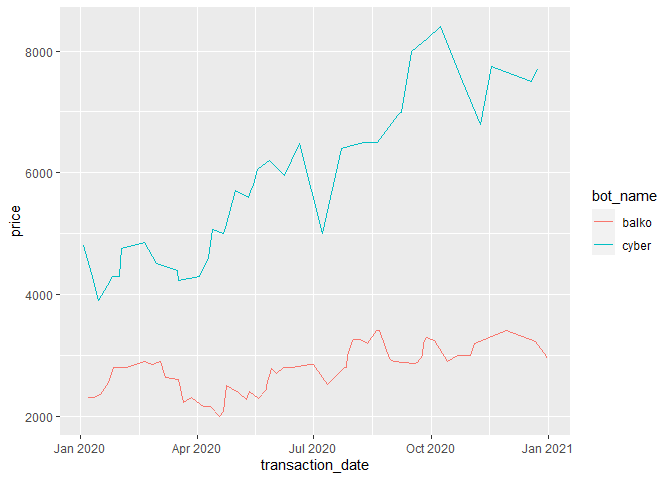 8000
6000
4000
2000
price
Jan 2020
Apr 2020
Jul 2020
Oct 2020
Jan 2021
transaction_date
bot_name
balko
cyber